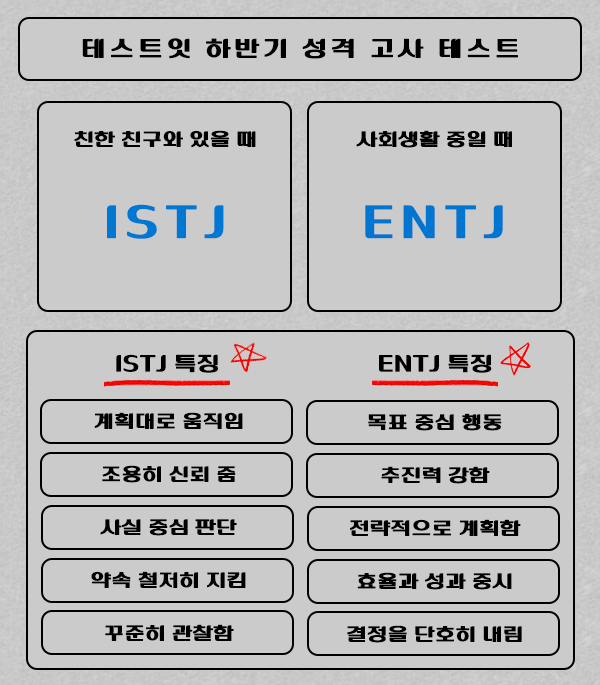 테스트잇 하반기 성격 고사 테스트
친한 친구와 있을 때
ISTJ
사회생활 중일 때
ENTJ
ISTJ 특징
계획대로 움직임
조용히 신뢰 줌
사실 중심 판단
약속 철저히 지킴
꾸준히 관찰함
ENTJ 특징
목표 중심 행동
추진력 강함
전략적으로 계획함
효율과 성과 중시
결정을 단호히 내림